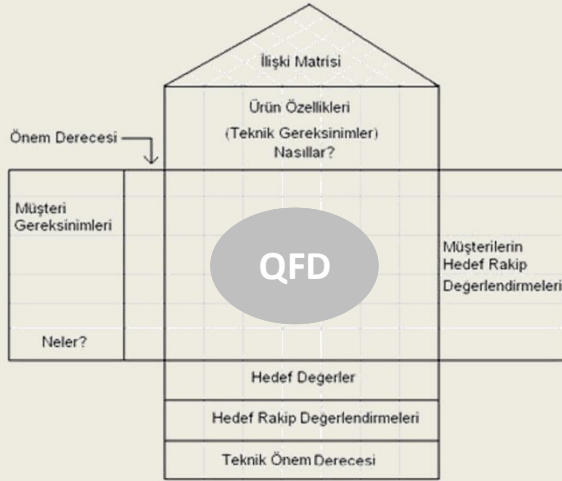 İlişki Matrisi
Ürün Özellikleri
(Teknik Gereksinimler)
Nasıllar?
Önem Derecesi
Müşteri
Gereksinimleri
Neler?
QFD
Müşterilerin
Hedef Rakip
Değerlendirmeleri
Hedef Değerler
Hedef Rakip Değerlendirmeleri
Teknik Önem Derecesi